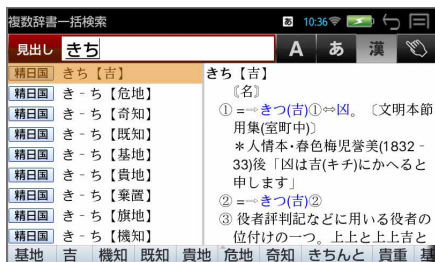 複数辞書一括検索
10:36
見出し きち A あ 漢
精日国 きち【吉】
精日国 き‐ち【危地】
精日国 き‐ち【奇知】
精日国 き‐ち【既知】
精日国 き‐ち【基地】
精日国 き‐ち【貴地】
精日国 き‐ち【棄置】
精日国 き‐ち【旗地】
精日国 き‐ち【機知】
きち【吉】
〘名〙
① =⇨きつ(吉)①⇔凶。〔文明本節
用集(室町中)〕
＊人情本・春色梅児誉美(1832‐
33)後「凶は吉(キチ)にかへると
申します」
② =⇨きつ(吉)②
③ 役者評判記などに用いる役者の
位付けの一つ。上上と上上吉と
基地 吉 機知 既知 貴地 危地 奇知 きちんと 貴重 基